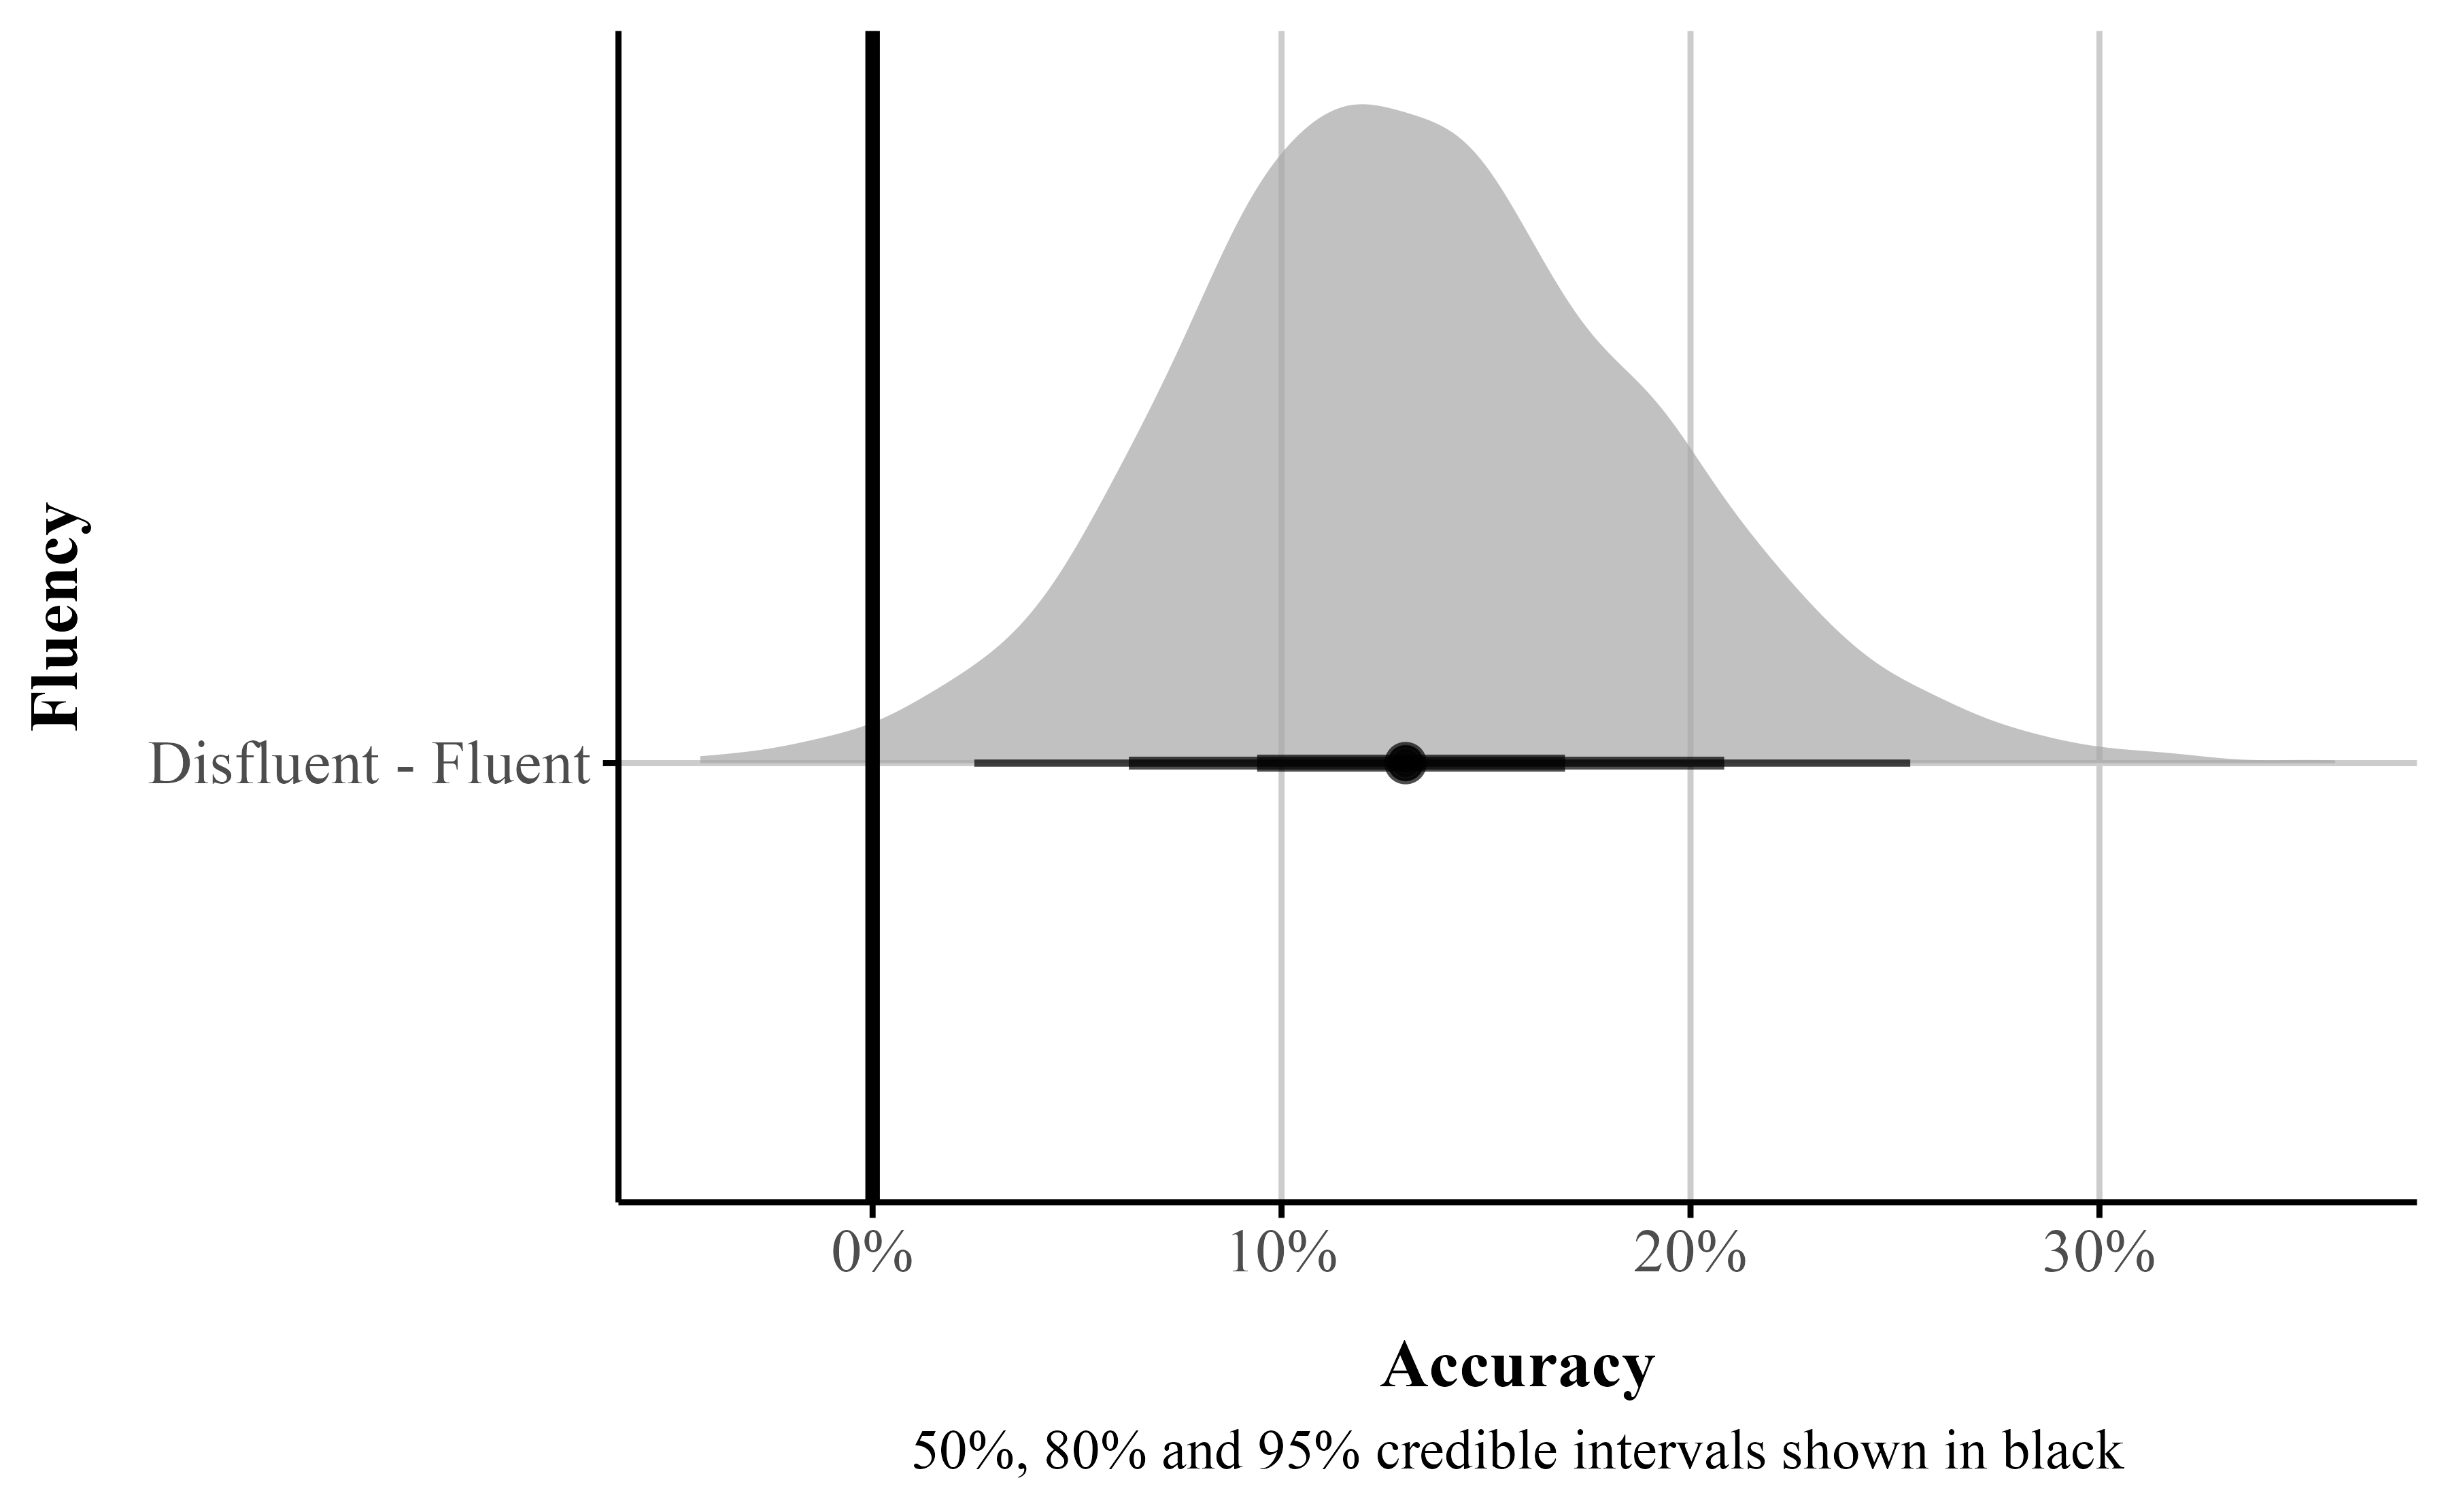 Fluency
Disfluent - Fluent
0%
10%
20%
30%
Accuracy
50%, 80% and 95% credible intervals shown in black